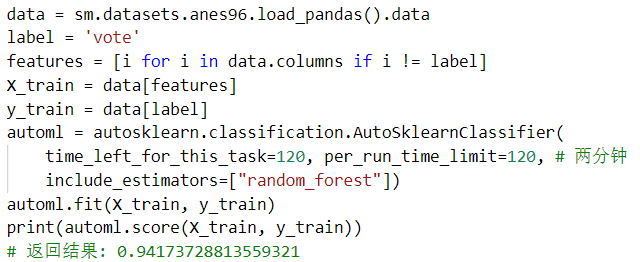 data = sm.datasets.anes96.load_pandas().data
label = 'vote'
features = [i for i in data.columns if i != label]
X_train = data[features]
y_train = data[label]
automl = autosklearn.classification.AutoSklearnClassifier(
    time_left_for_this_task=120, per_run_time_limit=120, # 两分钟
    include_estimators=["random_forest"])
automl.fit(X_train, y_train)
print(automl.score(X_train, y_train))
# 返回结果: 0.94173728813559321